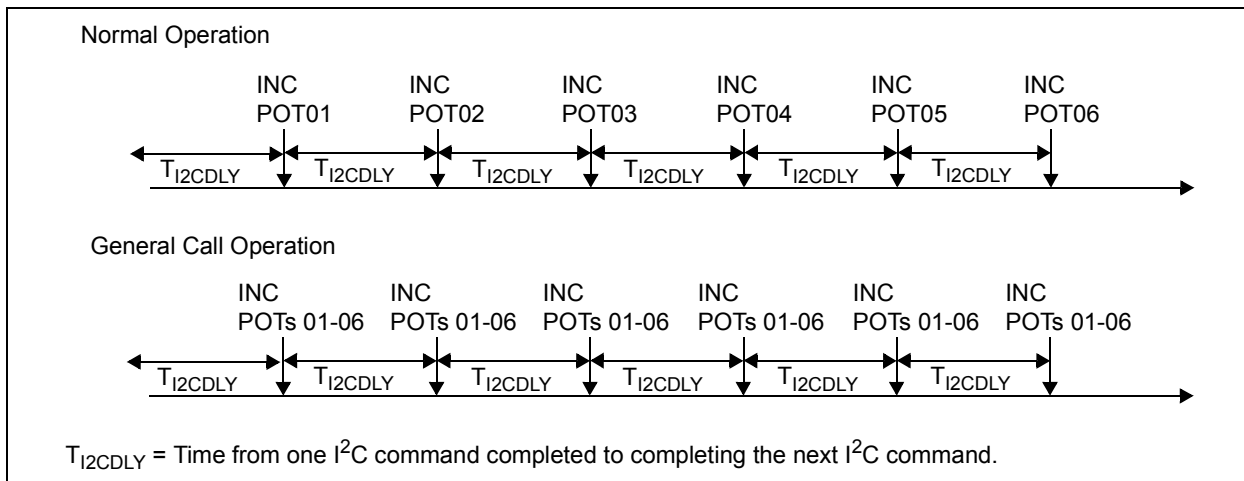 Normal Operation
INC INC INC INC INC INC
POT01 POT02 POT03 POT04 POT05 POT06
TI2CDLY TI2CDLY TI2CDLY TI2CDLY TI2CDLY TI2CDLY
General Call Operation
INC INC INC INC INC INC
POTs 01-06 POTs 01-06 POTs 01-06 POTs 01-06 POTs 01-06 POTs 01-06
TI2CDLY TI2CDLY TI2CDLY TI2CDLY TI2CDLY TI2CDLY
TI2CDLY = Time from one I²C command completed to completing the next I²C command.